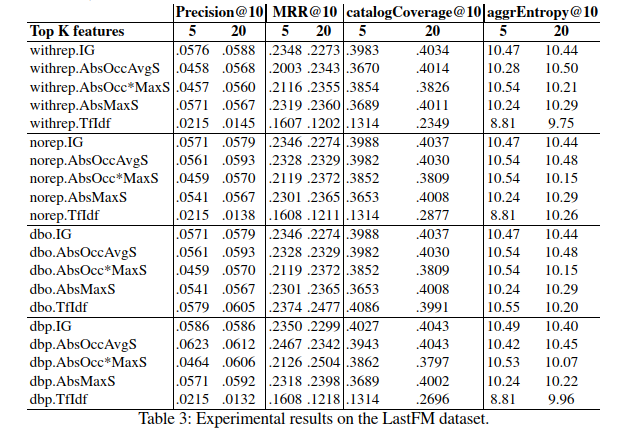 Precision@10 MRR@10 catalogCoverage@10 aggrEntropy@10
Top K features 5 20 5 20 5 20 5 20
withrep.IG .0576 .0588 .2348 .2273 .3983 .4034 10.47 10.44
withrep.AbsOccAvgS .0458 .0568 .2003 .2343 .3670 .4014 10.28 10.50
withrep.AbsOcc*MaxS .0457 .0560 .2116 .2355 .3854 .3826 10.54 10.21
withrep.AbsMaxS .0571 .0567 .2319 .2360 .3689 .4011 10.24 10.29
withrep.TfIdf .0215 .0145 .1607 .1202 .1314 .2349 8.81 9.75
norep.IG .0571 .0579 .2346 .2274 .3988 .4037 10.47 10.44
norep.AbsOccAvgS .0561 .0593 .2328 .2329 .3982 .4030 10.54 10.48
norep.AbsOcc*MaxS .0459 .0570 .2119 .2372 .3852 .3809 10.54 10.15
norep.AbsMaxS .0541 .0567 .2301 .2365 .3653 .4008 10.24 10.29
norep.TfIdf .0215 .0138 .1608 .1211 .1314 .2877 8.81 10.26
dbo.IG .0571 .0579 .2346 .2274 .3988 .4037 10.47 10.44
dbo.AbsOccAvgS .0561 .0593 .2328 .2329 .3982 .4030 10.54 10.48
dbo.AbsOcc*MaxS .0459 .0570 .2119 .2372 .3852 .3809 10.54 10.15
dbo.AbsMaxS .0541 .0567 .2301 .2365 .3653 .4008 10.24 10.29
dbo.TfIdf .0579 .0605 .2374 .2477 .4086 .3991 10.55 10.20
dbp.IG .0586 .0586 .2350 .2299 .4027 .4043 10.49 10.40
dbp.AbsOccAvgS .0623 .0612 .2467 .2342 .3943 .4043 10.42 10.45
dbp.AbsOcc*MaxS .0464 .0606 .2126 .2504 .3862 .3797 10.53 10.07
dbp.AbsMaxS .0571 .0592 .2318 .2398 .3689 .4002 10.24 10.22
dbp.TfIdf .0215 .0132 .1608 .1218 .1314 .2696 8.81 9.96
Table 3: Experimental results on the LastFM dataset.